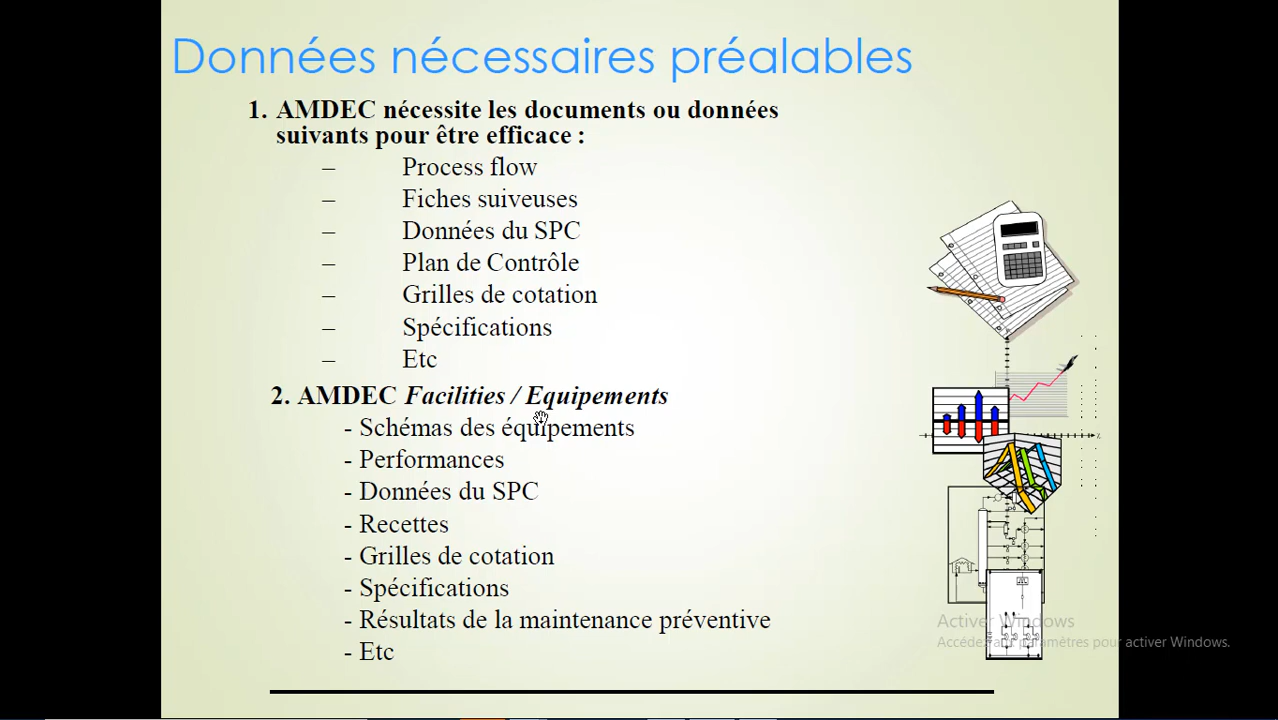 Données nécessaires préalables
1. AMDEC nécessite les documents ou données
suivants pour être efficace :
– Process flow
– Fiches suiveuses
– Données du SPC
– Plan de Contrôle
– Grilles de cotation
– Spécifications
– Etc
2. AMDEC Facilities / Equipements
- Schémas des équipements
- Performances
- Données du SPC
- Recettes
- Grilles de cotation
- Spécifications
- Résultats de la maintenance préventive
- Etc
Activer Windows
Accédez aux paramètres pour activer Windows.